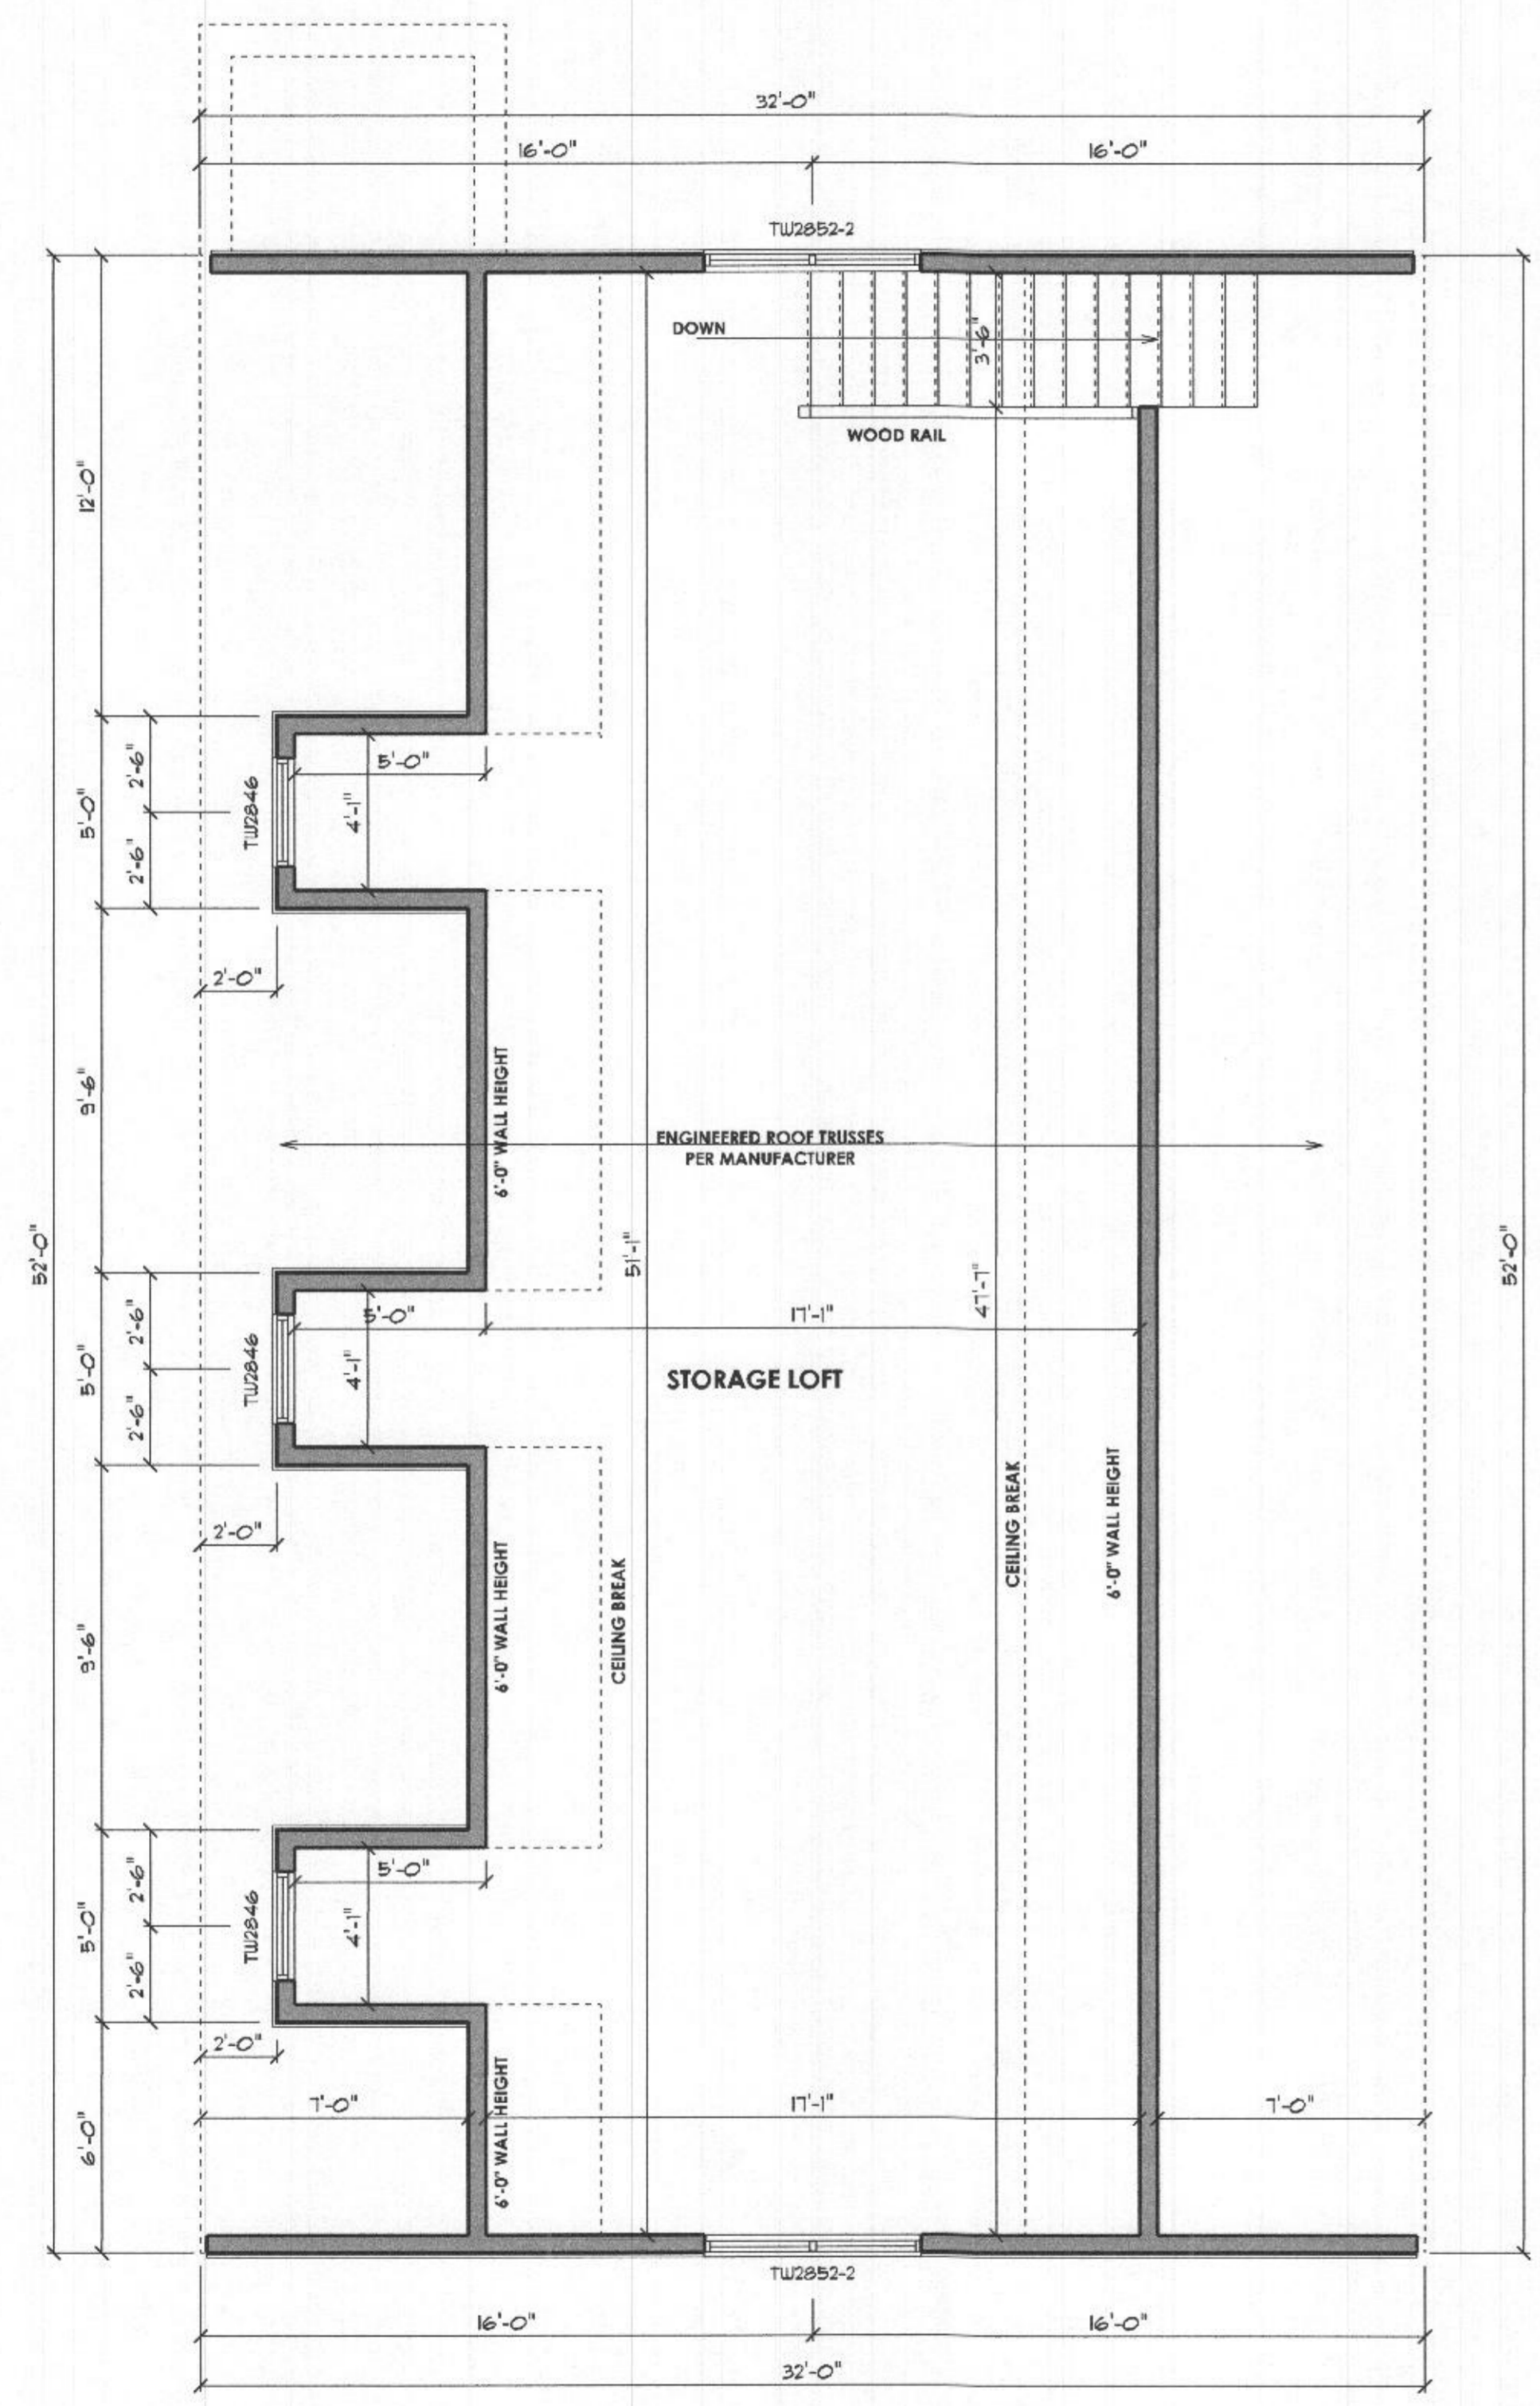 32'-0"
16'-0"
16'-0"
TW2852-2
DOWN
3'-6"
WOOD RAIL
12'-0"
2'-6"
5'-0"
5'-0"
TW2846
4'-1"
2'-6"
2'-0"
9'-6"
6'-0" WALL HEIGHT
ENGINEERED ROOF TRUSSES
PER MANUFACTURER
52'-0"
51'-1"
47'-7"
52'-0"
2'-6"
5'-0"
17'-1"
5'-0"
TW2846
4'-1"
STORAGE LOFT
2'-6"
2'-0"
9'-6"
6'-0" WALL HEIGHT
CEILING BREAK
CEILING BREAK
6'-0" WALL HEIGHT
2'-6"
5'-0"
5'-0"
TW2846
4'-1"
2'-6"
2'-0"
7'-0"
17'-1"
7'-0"
6'-0"
6'-0" WALL HEIGHT
TW2852-2
16'-0"
16'-0"
32'-0"